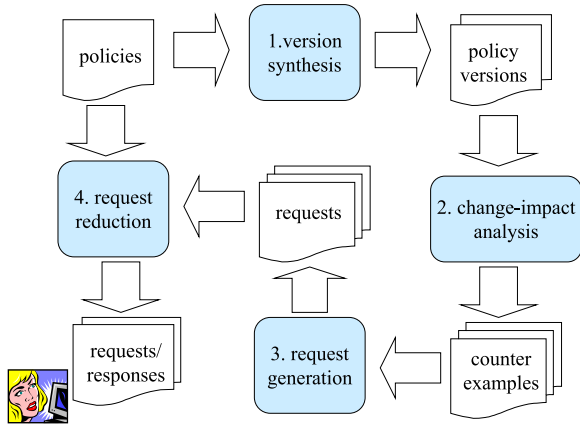 policies
1.version
synthesis
policy
versions
4. request
reduction
requests
2. change-impact
analysis
requests/
responses
3. request
generation
counter
examples